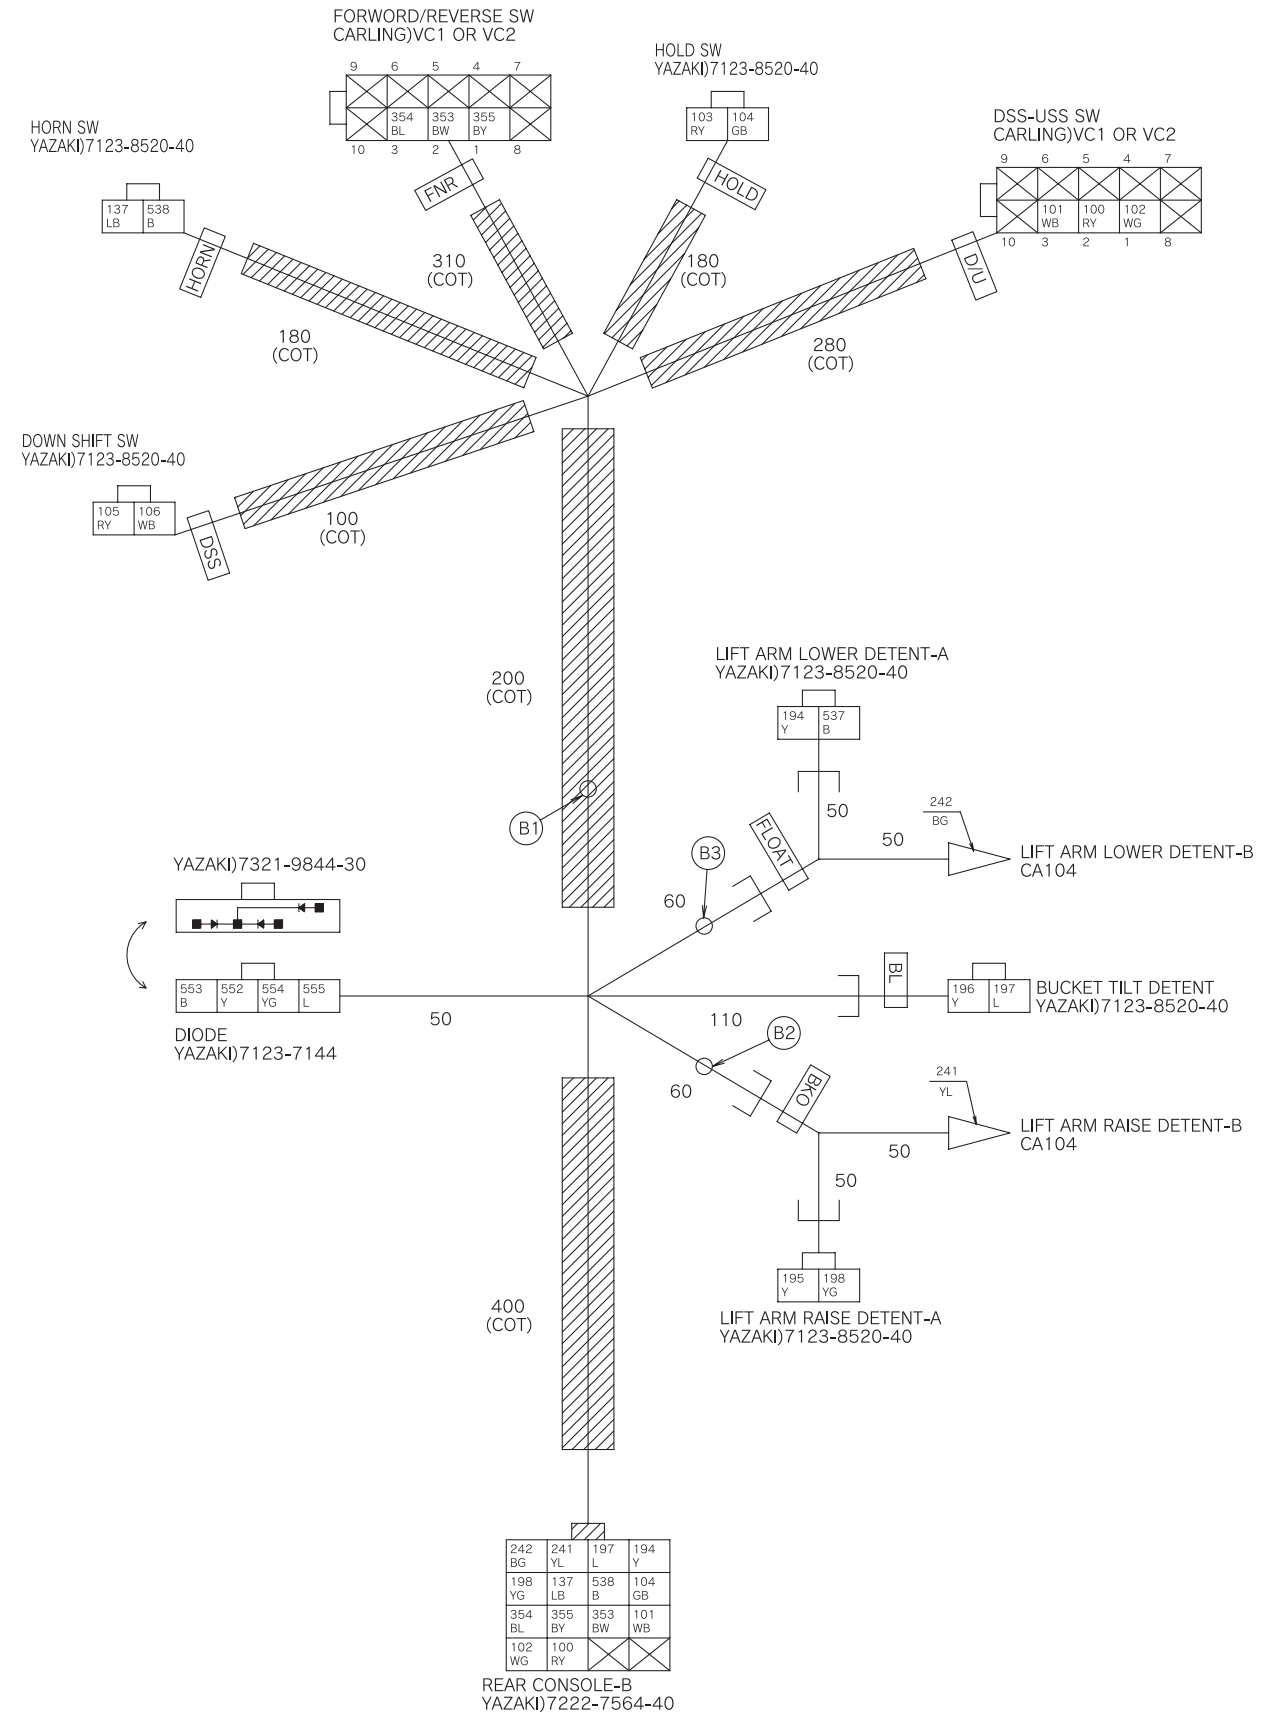 FORWORD/REVERSE SW
CARLING)VC1 OR VC2
9 6 5 4 7
354 353 355
BL BW BY
10 3 2 1 8
FNR
310
(COT)
HOLD SW
YAZAKI)7123-8520-40
103 104
RY GB
HOLD
180
(COT)
DSS-USS SW
CARLING)VC1 OR VC2
9 6 5 4 7
101 100 102
WB RY WG
10 3 2 1 8
D/U
280
(COT)
HORN SW
YAZAKI)7123-8520-40
137 538
LB B
HORN
180
(COT)
DOWN SHIFT SW
YAZAKI)7123-8520-40
105 106
RY WB
DSS
100
(COT)
200
(COT)
B1
LIFT ARM LOWER DETENT-A
YAZAKI)7123-8520-40
194 537
Y B
50
242
BG
50
LIFT ARM LOWER DETENT-B
CA104
FLOAT
B3
60
YAZAKI)7321-9844-30
553 552 554 555
B Y YG L
DIODE
YAZAKI)7123-7144
50
BL
110
196 197
Y L
BUCKET TILT DETENT
YAZAKI)7123-8520-40
B2
60
BKO
241
YL
50
LIFT ARM RAISE DETENT-B
CA104
50
195 198
Y YG
LIFT ARM RAISE DETENT-A
YAZAKI)7123-8520-40
400
(COT)
242 241 197 194
BG YL L Y
198 137 538 104
YG LB B GB
354 355 353 101
BL BY BW WB
102 100
WG RY
REAR CONSOLE-B
YAZAKI)7222-7564-40